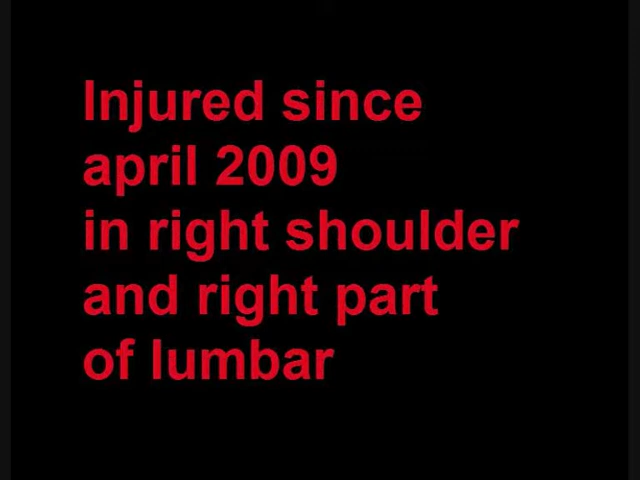 Injured since
april 2009
in right shoulder
and right part
of lumbar